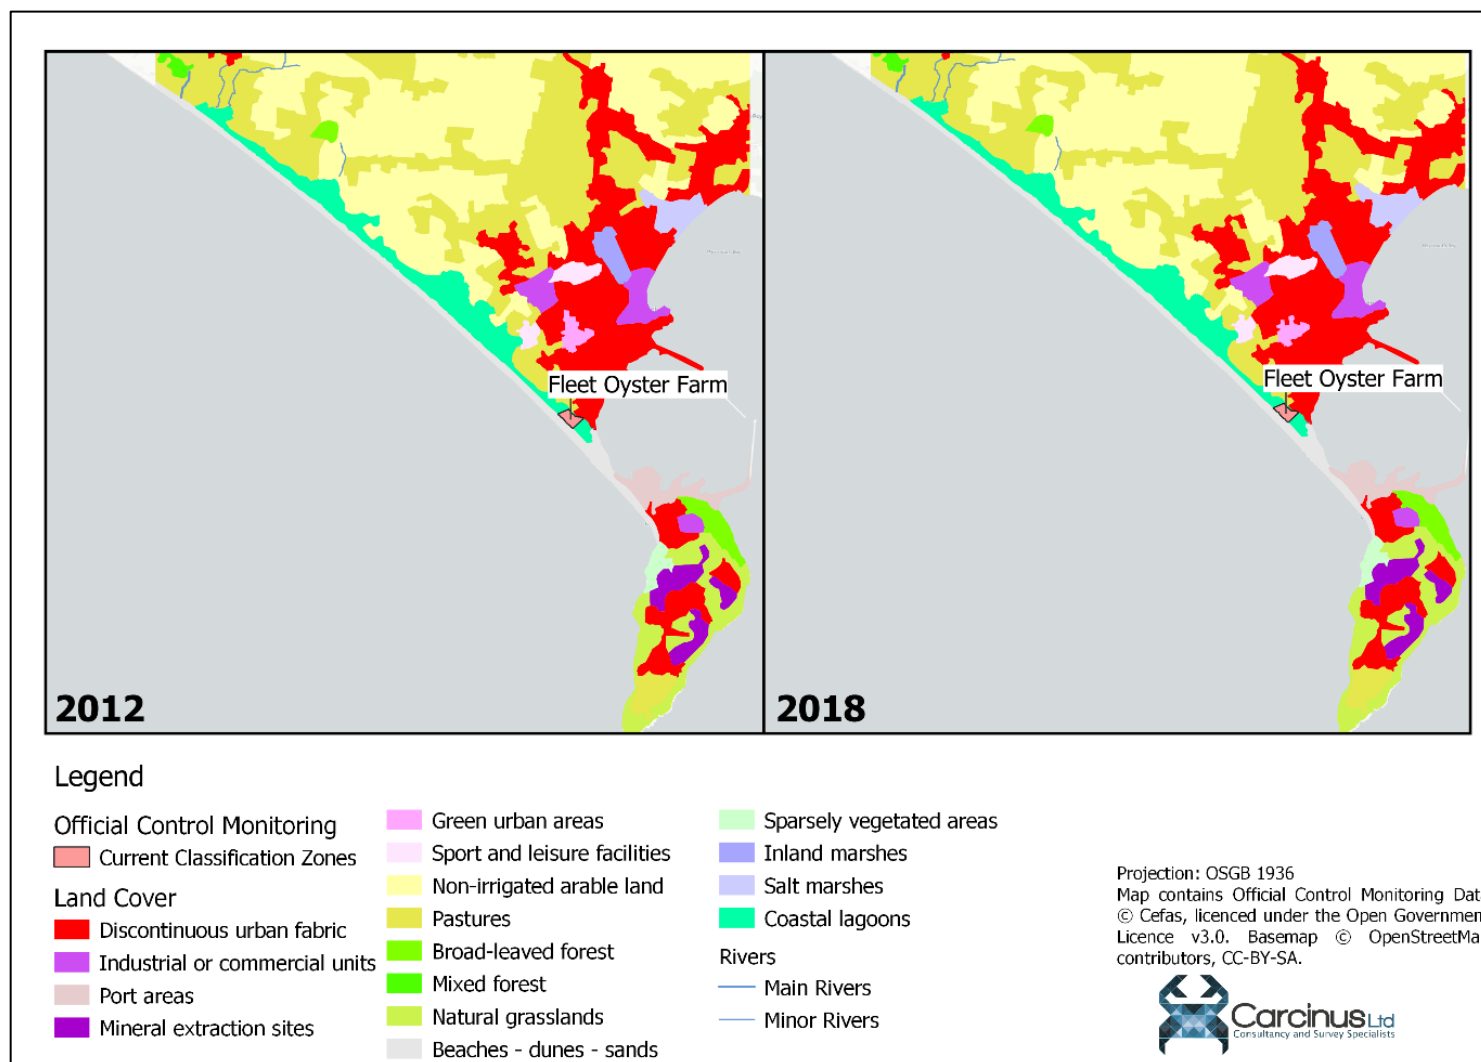 Fleet Oyster Farm
Fleet Oyster Farm
2012
2018
Legend
Official Control Monitoring
Current Classification Zones
Land Cover
Discontinuous urban fabric
Industrial or commercial units
Port areas
Mineral extraction sites
Green urban areas
Sport and leisure facilities
Non-irrigated arable land
Pastures
Broad-leaved forest
Mixed forest
Natural grasslands
Beaches - dunes - sands
Sparsely vegetated areas
Inland marshes
Salt marshes
Coastal lagoons
Rivers
Main Rivers
Minor Rivers
Projection: OSGB 1936
Map contains Official Control Monitoring Dat
© Cefas, licenced under the Open Governmen
Licence v3.0. Basemap © OpenStreetMa
contributors, CC-BY-SA.
Carcinus Ltd
Consultancy and Survey Specialists